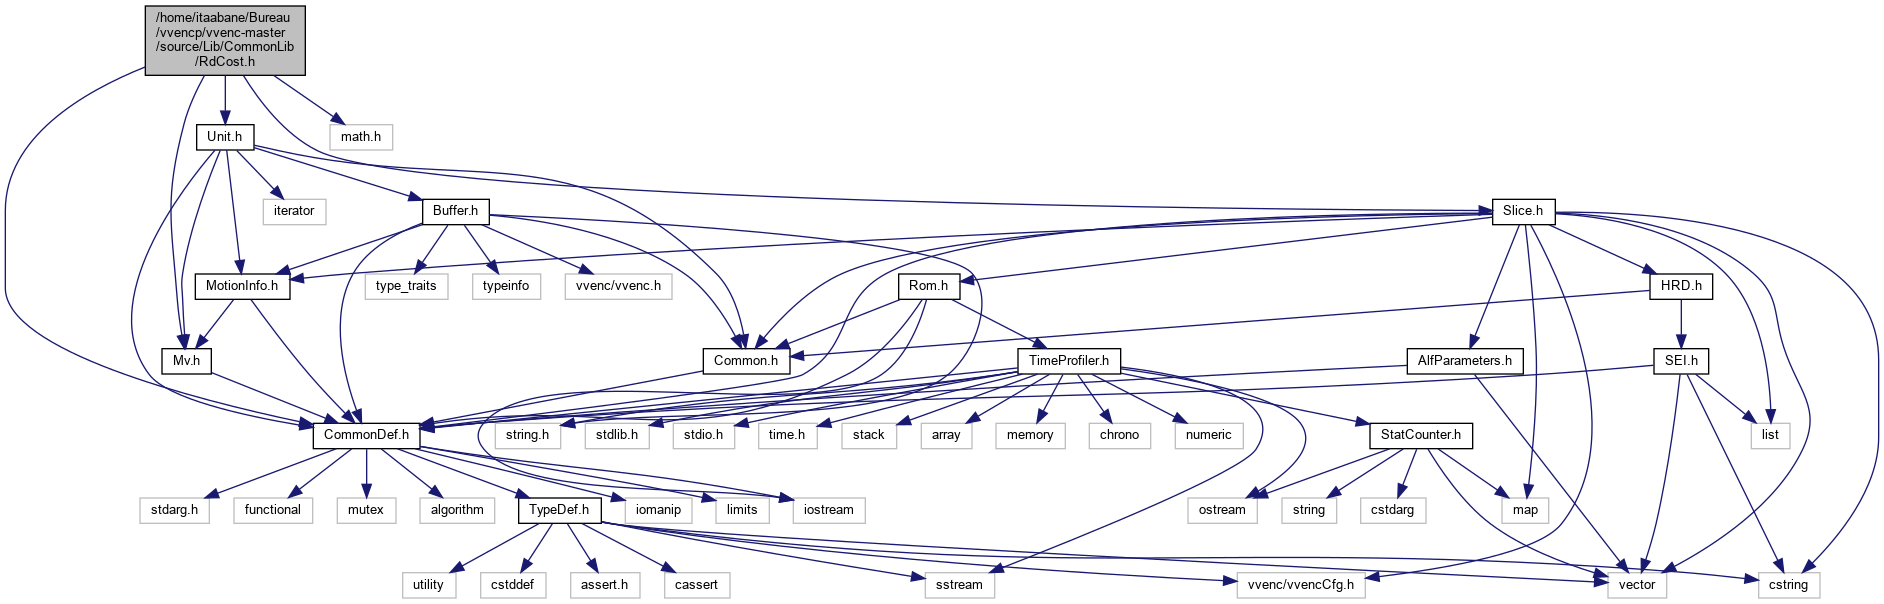 /home/itaabane/Bureau
/vvencp/vvenc-master
/source/Lib/CommonLib
/RdCost.h
Unit.h
math.h
iterator
Buffer.h
Slice.h
MotionInfo.h
type_traits
typeinfo
vvenc/vvenc.h
Rom.h
HRD.h
Mv.h
Common.h
TimeProfiler.h
AlfParameters.h
SEI.h
CommonDef.h
string.h
stdlib.h
stdio.h
time.h
stack
array
memory
chrono
numeric
StatCounter.h
list
stdarg.h
functional
mutex
algorithm
TypeDef.h
iomanip
limits
iostream
ostream
string
cstdarg
map
utility
cstddef
assert.h
cassert
sstream
vvenc/vvencCfg.h
vector
cstring